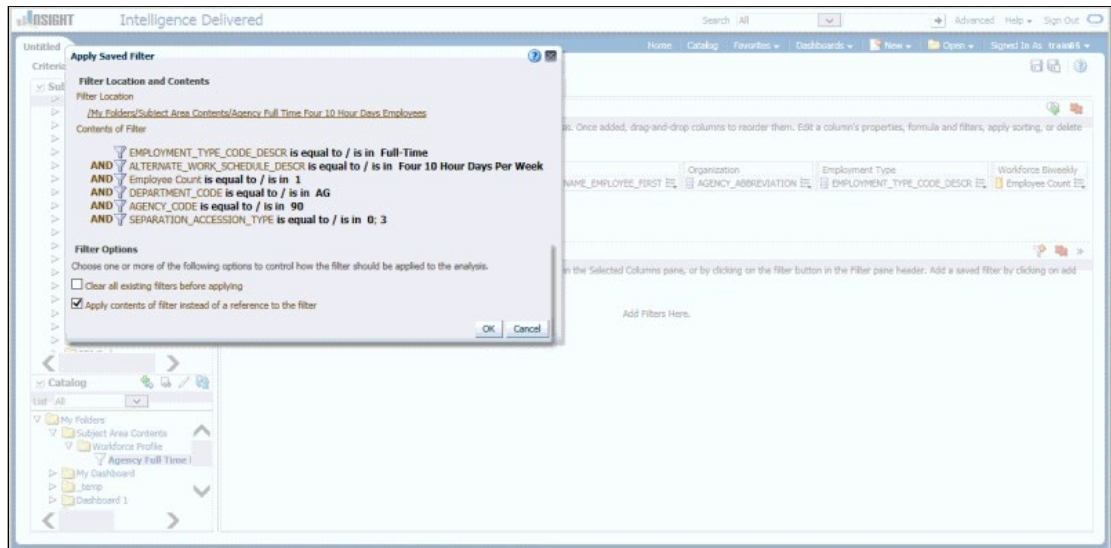 INSIGHT Intelligence Delivered Search All Advanced Help Sign Out
Untitled Home Catalog Favorites Dashboards New Open Signed In As train06
Apply Saved Filter
Criteria
Filter Location and Contents
Filter Location
/My Folders/Subject Area Contents/Agency Full Time Four 10 Hour Days Employees
Contents of Filter
as. Once added, drag-and-drop columns to reorder them. Edit a column's properties, formula and filters, apply sorting, or delete
EMPLOYMENT_TYPE_CODE_DESCR is equal to / is in Full-Time
AND ALTERNATE_WORK_SCHEDULE_DESCR is equal to / is in Four 10 Hour Days Per Week
AND Employee Count is equal to / is in 1
AND DEPARTMENT_CODE is equal to / is in AG
AND AGENCY_CODE is equal to / is in 90
AND SEPARATION_ACCESSION_TYPE is equal to / is in 0; 3
Organization Employment Type Workforce Biweekly
NAME_EMPLOYEE_FIRST AGENCY_ABBREVIATION EMPLOYMENT_TYPE_CODE_DESCR Employee Count
Filter Options
Choose one or more of the following options to control how the filter should be applied to the analysis.
in the Selected Columns pane, or by clicking on the filter button in the Filter pane header. Add a saved filter by clicking on add
Clear all existing filters before applying
Apply contents of filter instead of a reference to the filter
Add Filters Here.
OK Cancel
Catalog
List All
My Folders
Subject Area Contents
Workforce Profile
Agency Full Time
My Dashboard
_temp
Dashboard 1